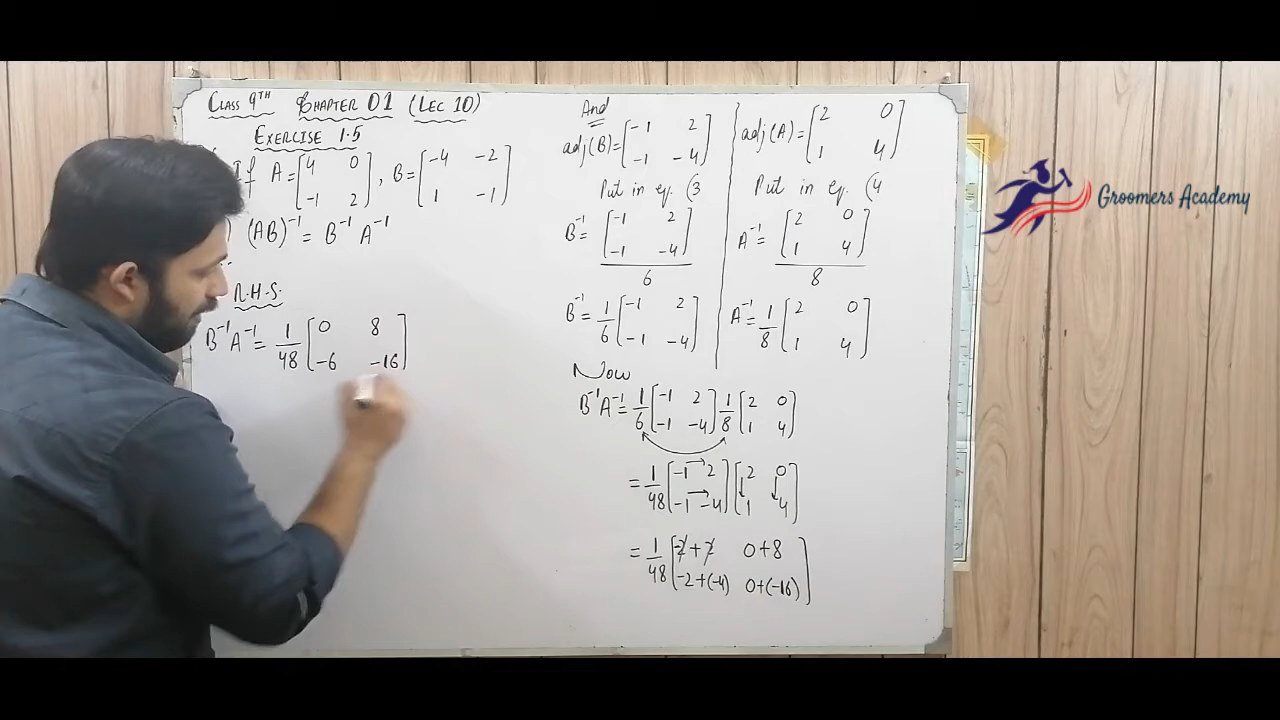 CLASS 9TH CHAPTER 01 (LEC 10)
EXERCISE 1.5
If A = [4 0; -1 2], B = [-4 -2; 1 -1]
(AB)⁻¹ = B⁻¹ A⁻¹
R.H.S.
B⁻¹A⁻¹ = 1/48 [0 8; -6 -16]
And
adj(B) = [-1 2; -1 -4]
Put in eq. (3
B⁻¹ = [-1 2; -1 -4] / 6
B⁻¹ = 1/6 [-1 2; -1 -4]
adj(A) = [2 0; 1 4]
Put in eq. (4
A⁻¹ = [2 0; 1 4] / 8
A⁻¹ = 1/8 [2 0; 1 4]
Now
B⁻¹A⁻¹ = 1/6 [-1 2; -1 -4] 1/8 [2 0; 1 4]
= 1/48 [-1 2; -1 -4] [2 0; 1 4]
= 1/48 [-2+2 0+8; -2+(-4) 0+(-16)]
Groomers Academy